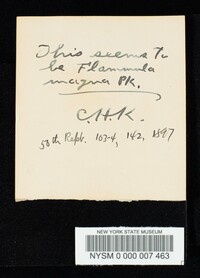 This seems to
be Flammula
magna Pk.
C.H.K.
50th Rept. 103-4, 142, 1897
NEW YORK STATE MUSEUM
NYSM 0 000 007 463